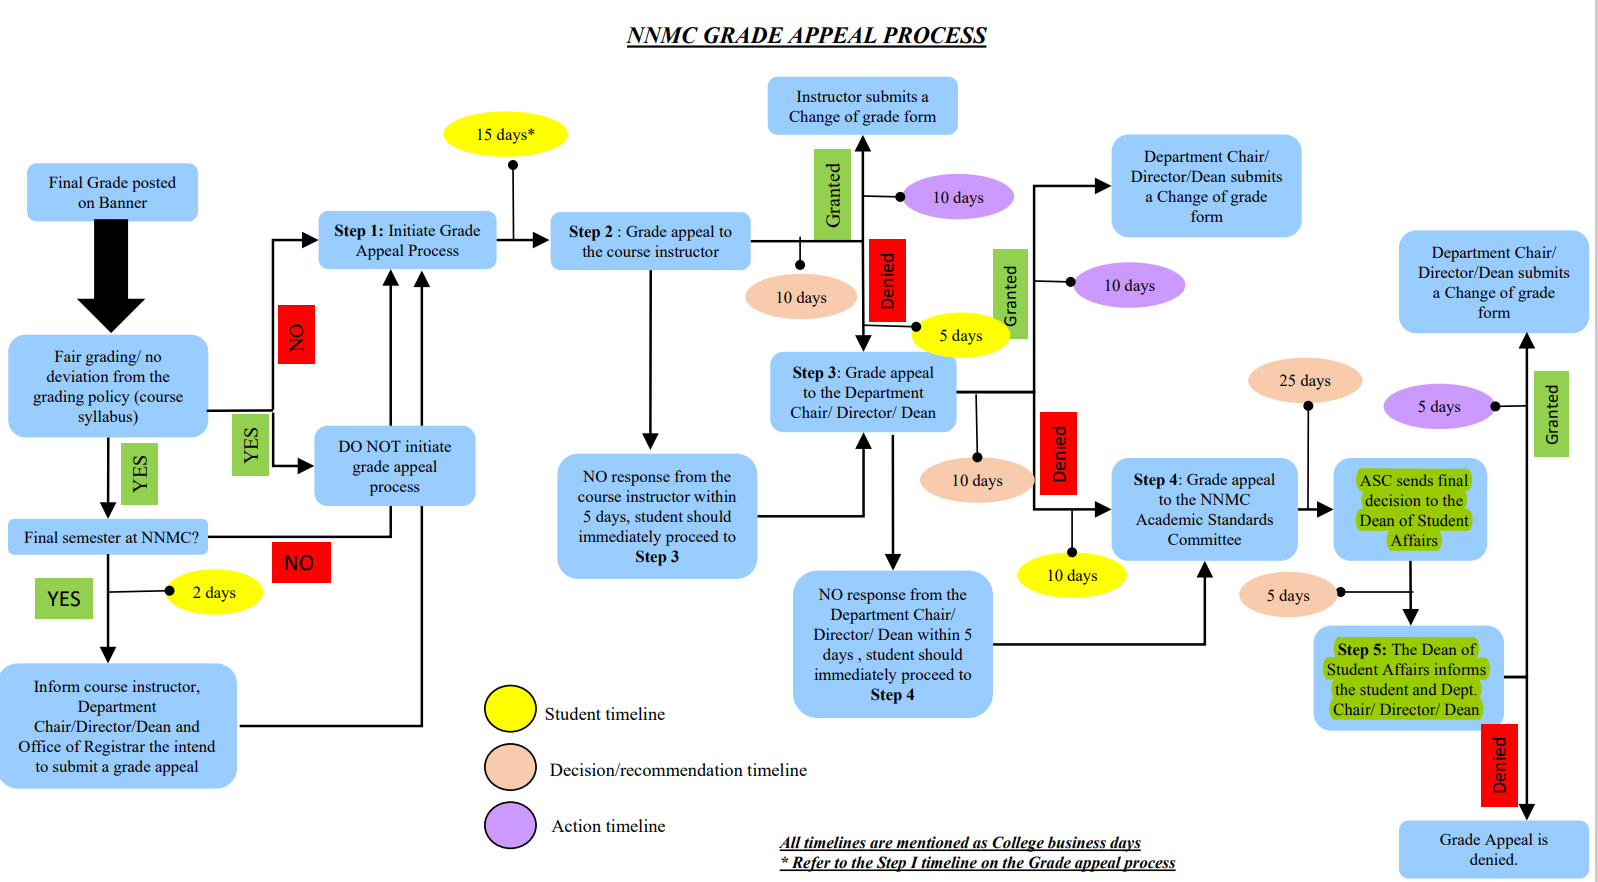 NNMC GRADE APPEAL PROCESS
Final Grade posted
on Banner
Fair grading/ no
deviation from the
grading policy (course
syllabus)
NO
YES
YES
DO NOT initiate
grade appeal
process
Final semester at NNMC?
NO
YES
2 days
Inform course instructor,
Department
Chair/Director/Dean and
Office of Registrar the intend
to submit a grade appeal
Step 1: Initiate Grade
Appeal Process
15 days*
Step 2 : Grade appeal to
the course instructor
NO response from the
course instructor within
5 days, student should
immediately proceed to
Step 3
10 days
Granted
Instructor submits a
Change of grade form
10 days
Denied
5 days
Step 3: Grade appeal
to the Department
Chair/ Director/ Dean
NO response from the
Department Chair/
Director/ Dean within 5
days , student should
immediately proceed to
Step 4
10 days
Granted
Department Chair/
Director/Dean submits
a Change of grade
form
10 days
Denied
10 days
Step 4: Grade appeal
to the NNMC
Academic Standards
Committee
25 days
ASC sends final
decision to the
Dean of Student
Affairs
5 days
Step 5: The Dean of
Student Affairs informs
the student and Dept.
Chair/ Director/ Dean
Department Chair/
Director/Dean submits
a Change of grade
form
5 days
Granted
Denied
Grade Appeal is
denied.
Student timeline
Decision/recommendation timeline
Action timeline
All timelines are mentioned as College business days
* Refer to the Step I timeline on the Grade appeal process